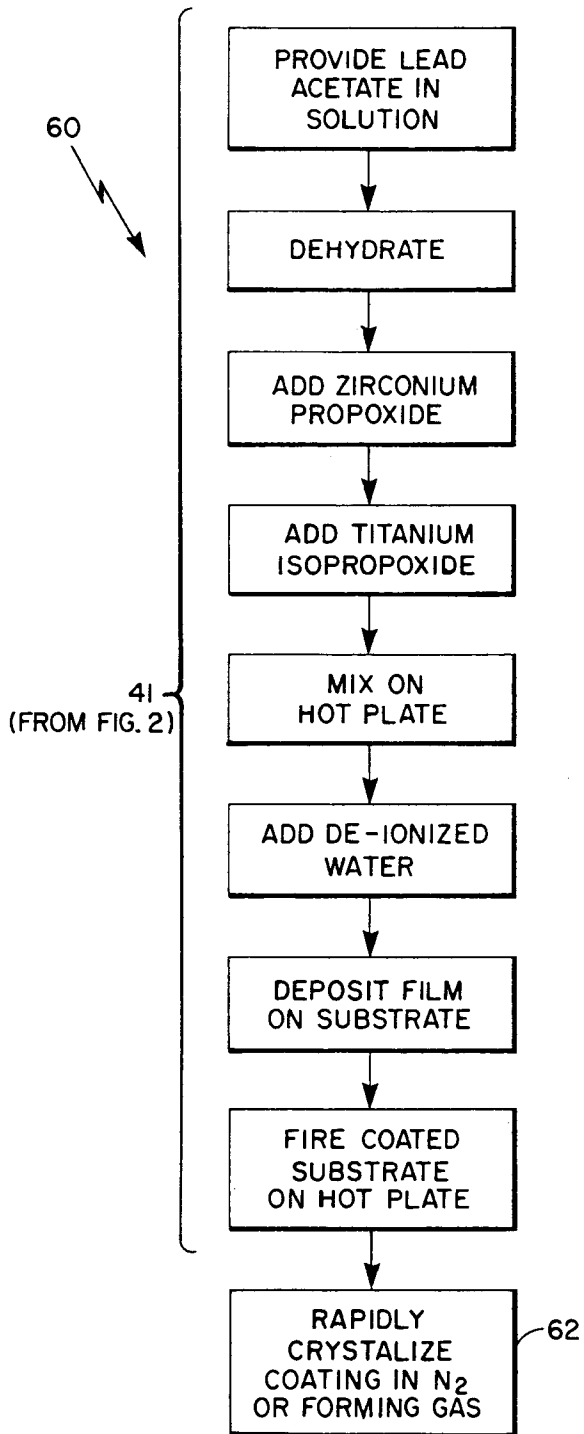 PROVIDE LEAD
ACETATE IN
SOLUTION
60
DEHYDRATE
ADD ZIRCONIUM
PROPOXIDE
ADD TITANIUM
ISOPROPOXIDE
MIX ON
HOT PLATE
41
(FROM FIG. 2)
ADD DE-IONIZED
WATER
DEPOSIT FILM
ON SUBSTRATE
FIRE COATED
SUBSTRATE
ON HOT PLATE
RAPIDLY
CRYSTALIZE
COATING IN N2
OR FORMING GAS
62